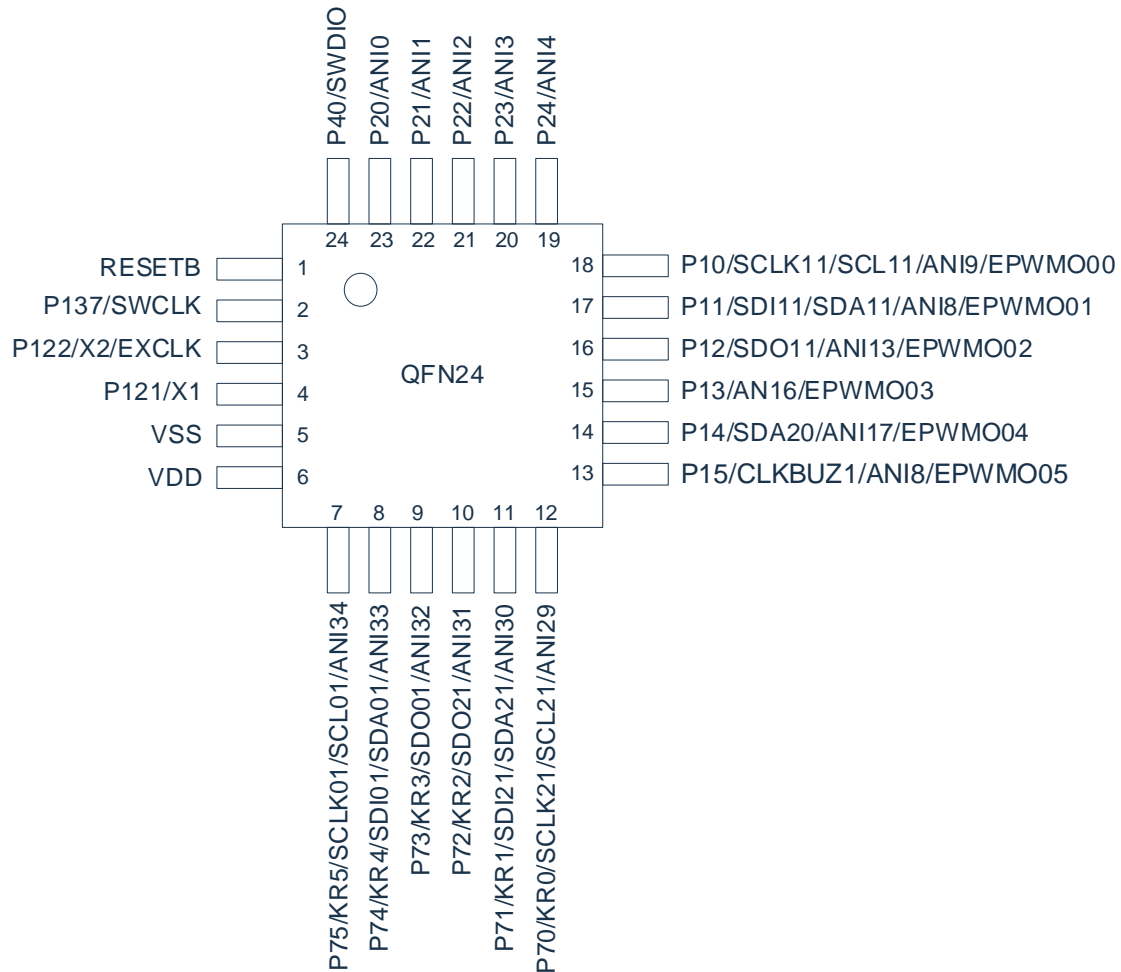 P40/SWDIO
P20/ANI0
P21/ANI1
P22/ANI2
P23/ANI3
P24/ANI4
24 23 22 21 20 19
RESETB 1
P137/SWCLK 2
P122/X2/EXCLK 3
P121/X1 4
VSS 5
VDD 6
QFN24
18 P10/SCLK11/SCL11/ANI9/EPWMO00
17 P11/SDI11/SDA11/ANI8/EPWMO01
16 P12/SDO11/ANI13/EPWMO02
15 P13/AN16/EPWMO03
14 P14/SDA20/ANI17/EPWMO04
13 P15/CLKBUZ1/ANI8/EPWMO05
7 8 9 10 11 12
P75/KR5/SCLK01/SCL01/ANI34
P74/KR4/SDI01/SDA01/ANI33
P73/KR3/SDO01/ANI32
P72/KR2/SDO21/ANI31
P71/KR1/SDI21/SDA21/ANI30
P70/KR0/SCLK21/SCL21/ANI29